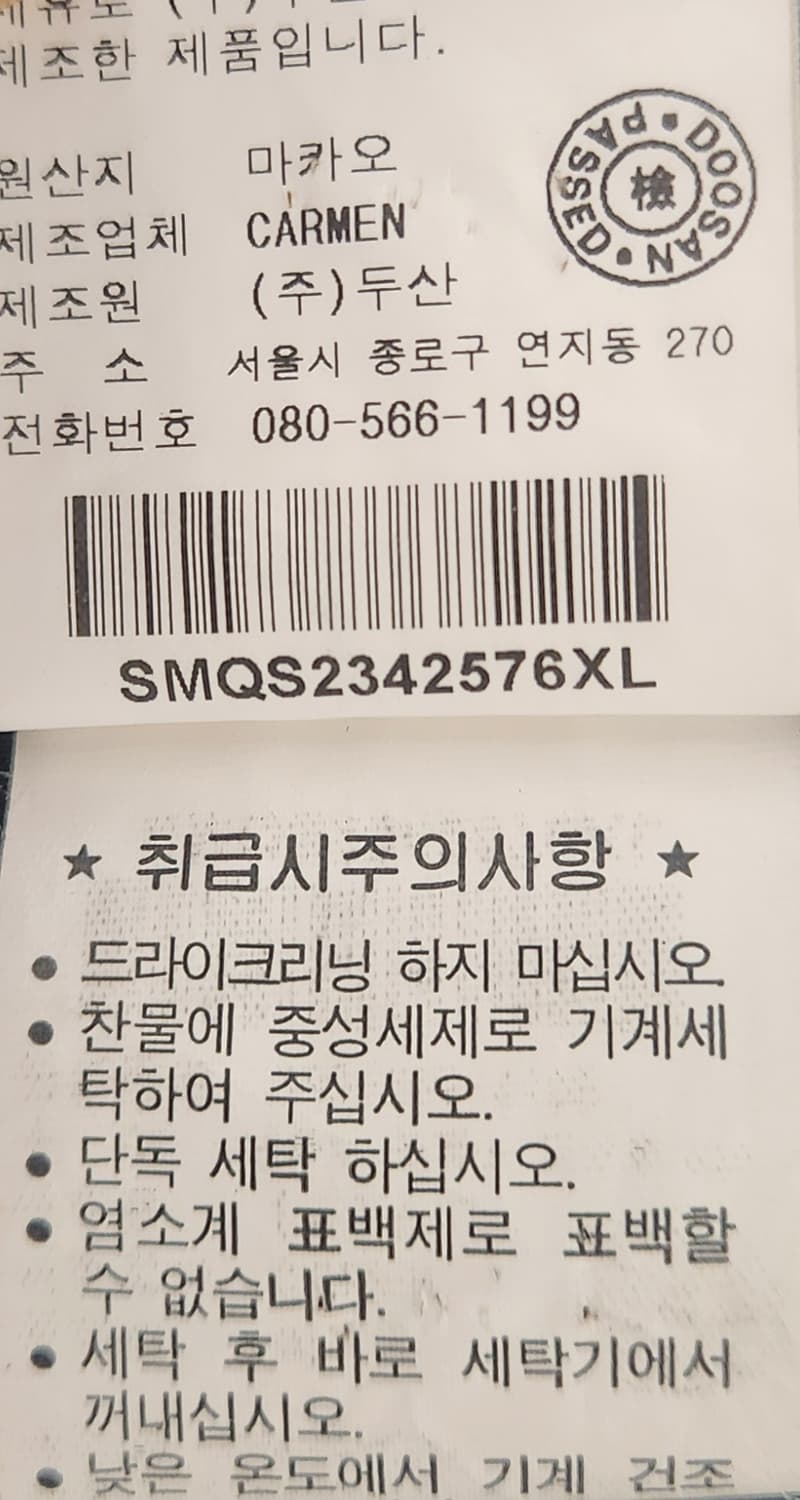 제조한 제품입니다.
원산지 마카오
제조업체 CARMEN
제조원 (주)두산
주 소 서울시 종로구 연지동 270
전화번호 080-566-1199
DOOSAN • PASSED •
檢
SMQS2342576XL
★ 취급시주의사항 ★
● 드라이크리닝 하지 마십시오.
● 찬물에 중성세제로 기계세
탁하여 주십시오.
● 단독 세탁 하십시오.
● 염소계 표백제로 표백할
수 없습니다.
● 세탁 후 바로 세탁기에서
꺼내십시오.
● 낮은 온도에서 기계 건조